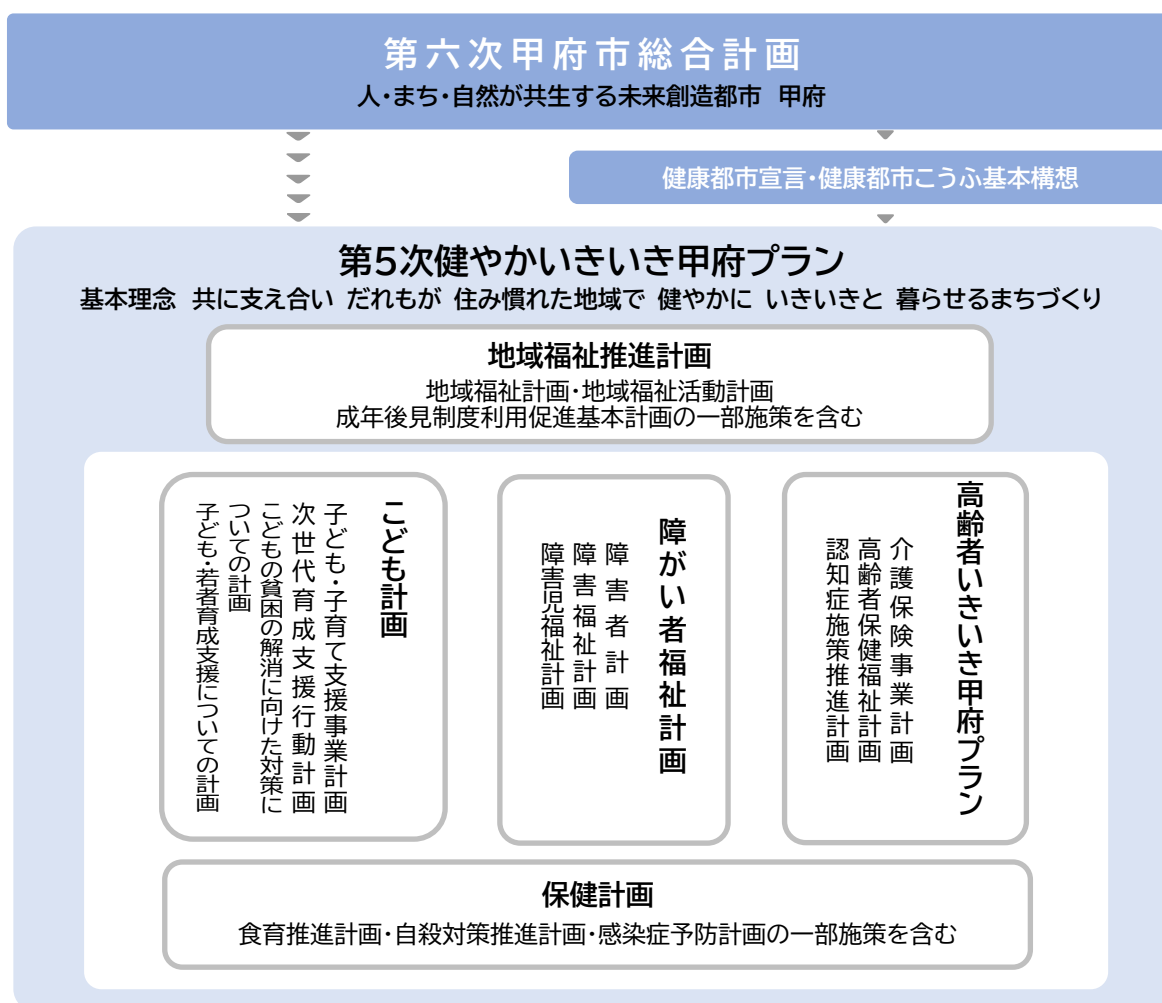 第六次甲府市総合計画
人・まち・自然が共生する未来創造都市　甲府
健康都市宣言・健康都市こうふ基本構想
第5次健やかいきいき甲府プラン
基本理念 共に支え合い だれもが 住み慣れた地域で 健やかに いきいきと 暮らせるまちづくり
地域福祉推進計画
地域福祉計画・地域福祉活動計画
成年後見制度利用促進基本計画の一部施策を含む
こども計画
子ども・子育て支援事業計画
次世代育成支援行動計画
こどもの貧困の解消に向けた対策に
ついての計画
子ども・若者育成支援についての計画
障がい者福祉計画
障害者計画
障害福祉計画
障害児福祉計画
高齢者いきいき甲府プラン
介護保険事業計画
高齢者保健福祉計画
認知症施策推進計画
保健計画
食育推進計画・自殺対策推進計画・感染症予防計画の一部施策を含む